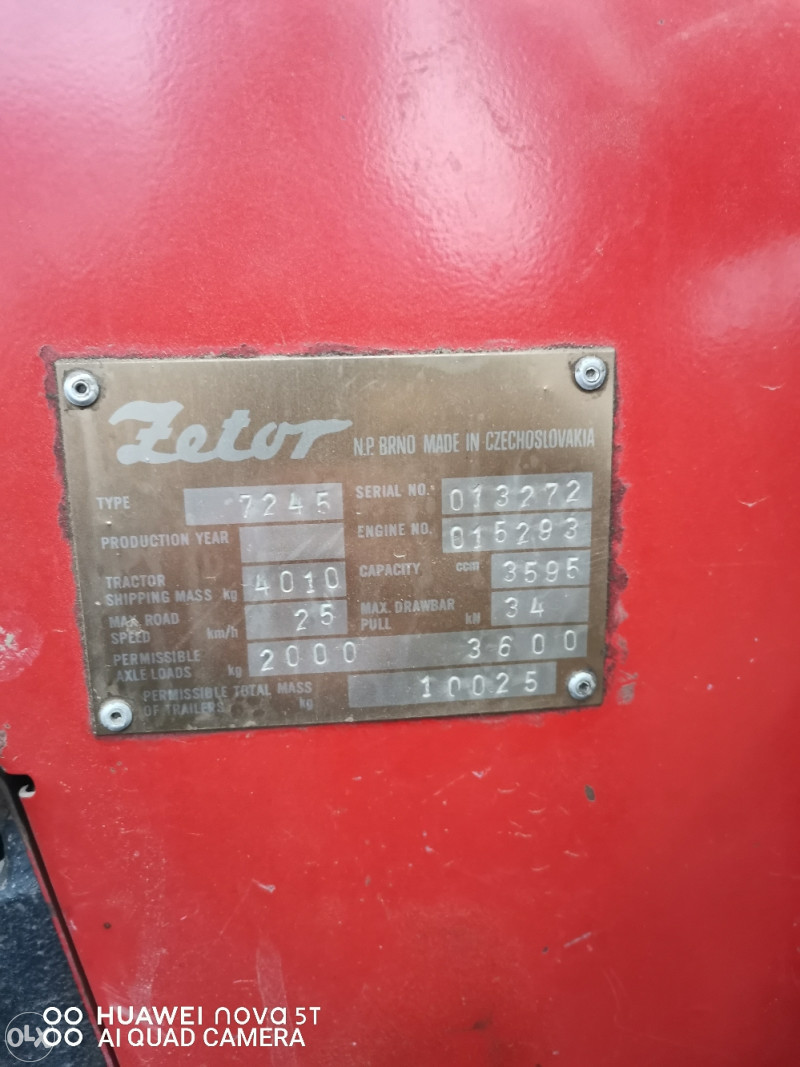 Zetor N.P. BRNO MADE IN CZECHOSLOVAKIA
TYPE 7245 SERIAL NO. 013272
PRODUCTION YEAR ENGINE NO. 015293
TRACTOR SHIPPING MASS kg 4010 CAPACITY ccm 3595
MAX. ROAD SPEED km/h 25 MAX. DRAWBAR PULL kN 34
PERMISSIBLE AXLE LOADS kg 2000 3600
PERMISSIBLE TOTAL MASS OF TRAILERS kg 10025
HUAWEI nova 5T
AI QUAD CAMERA
OLX